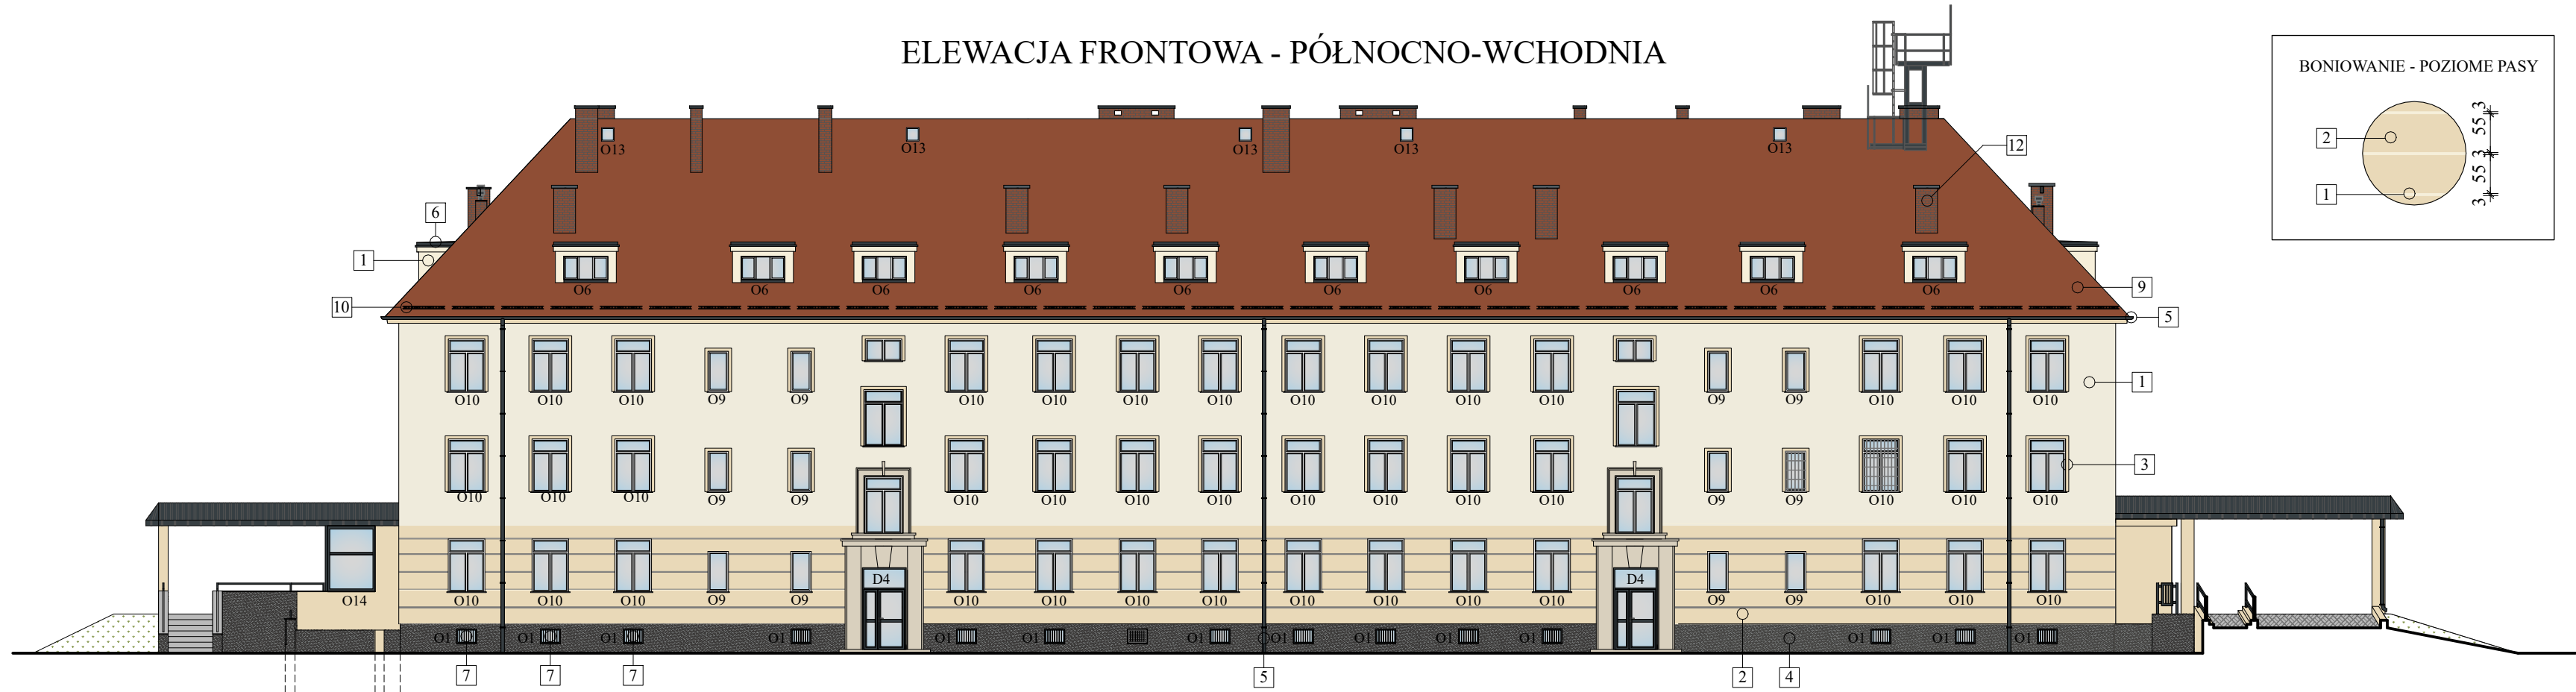 ELEWACJA FRONTOWA - PÓŁNOCNO-WCHODNIA
BONIOWANIE - POZIOME PASY
2
1
3
55
3
55
3
O13 O13 O13 O13 O13
12
6
1
O6 O6 O6 O6 O6 O6 O6 O6 O6 O6
9
10
5
1
O10 O10 O10 O9 O9 O10 O10 O10 O10 O10 O10 O10 O10 O9 O9 O10 O10 O10
3
O10 O10 O10 O9 O9 O10 O10 O10 O10 O10 O10 O10 O10 O9 O9 O10 O10 O10
D4 D4
O14 O10 O10 O10 O9 O9 O10 O10 O10 O10 O10 O10 O10 O10 O9 O9 O10 O10 O10
O1 O1 O1 O1 O1 O1 O1 O1 O1 O1 O1 O1 O1 O1
7 7 7 5 2 4